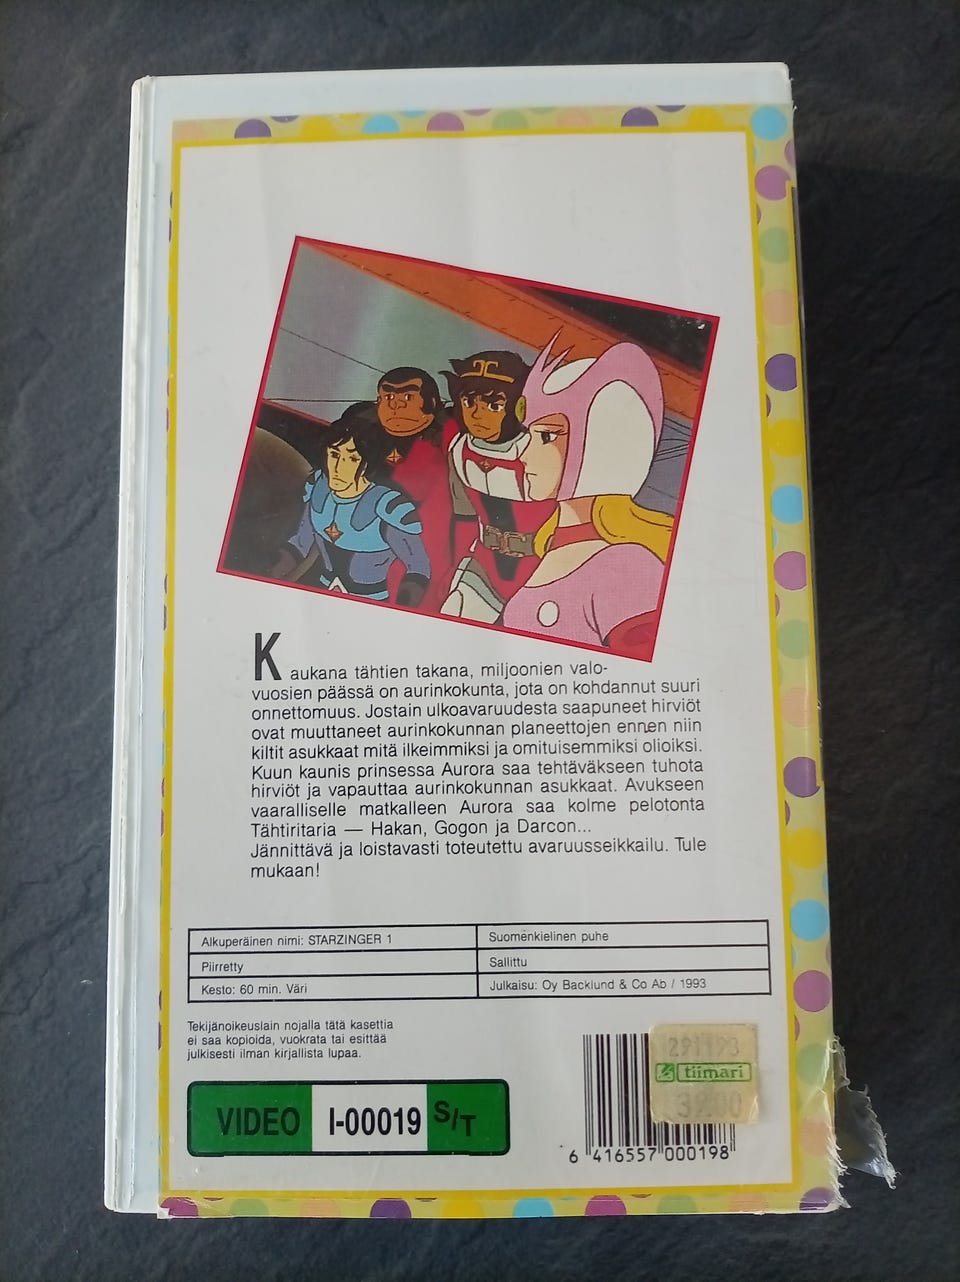 Kaukana tähtien takana, miljoonien valo-
vuosien päässä on aurinkokunta, jota on kohdannut suuri
onnettomuus. Jostain ulkoavaruudesta saapuneet hirviöt
ovat muuttaneet aurinkokunnan planeettojen ennen niin
kiltit asukkaat mitä ilkeimmiksi ja omituisemmiksi olioiksi.
Kuun kaunis prinsessa Aurora saa tehtäväkseen tuhota
hirviöt ja vapauttaa aurinkokunnan asukkaat. Avukseen
vaaralliselle matkalleen Aurora saa kolme pelotonta
Tähtiritaria — Hakan, Gogon ja Darcon...
Jännittävä ja loistavasti toteutettu avaruusseikkailu. Tule
mukaan!
Alkuperäinen nimi: STARZINGER 1
Suomenkielinen puhe
Piirretty
Sallittu
Kesto: 60 min. Väri
Julkaisu: Oy Backlund & Co Ab / 1993
Tekijänoikeuslain nojalla tätä kasettia
ei saa kopioida, vuokrata tai esittää
julkisesti ilman kirjallista lupaa.
VIDEO I-00019 S/T
291193
tiimari
39.00
6 416557 000198